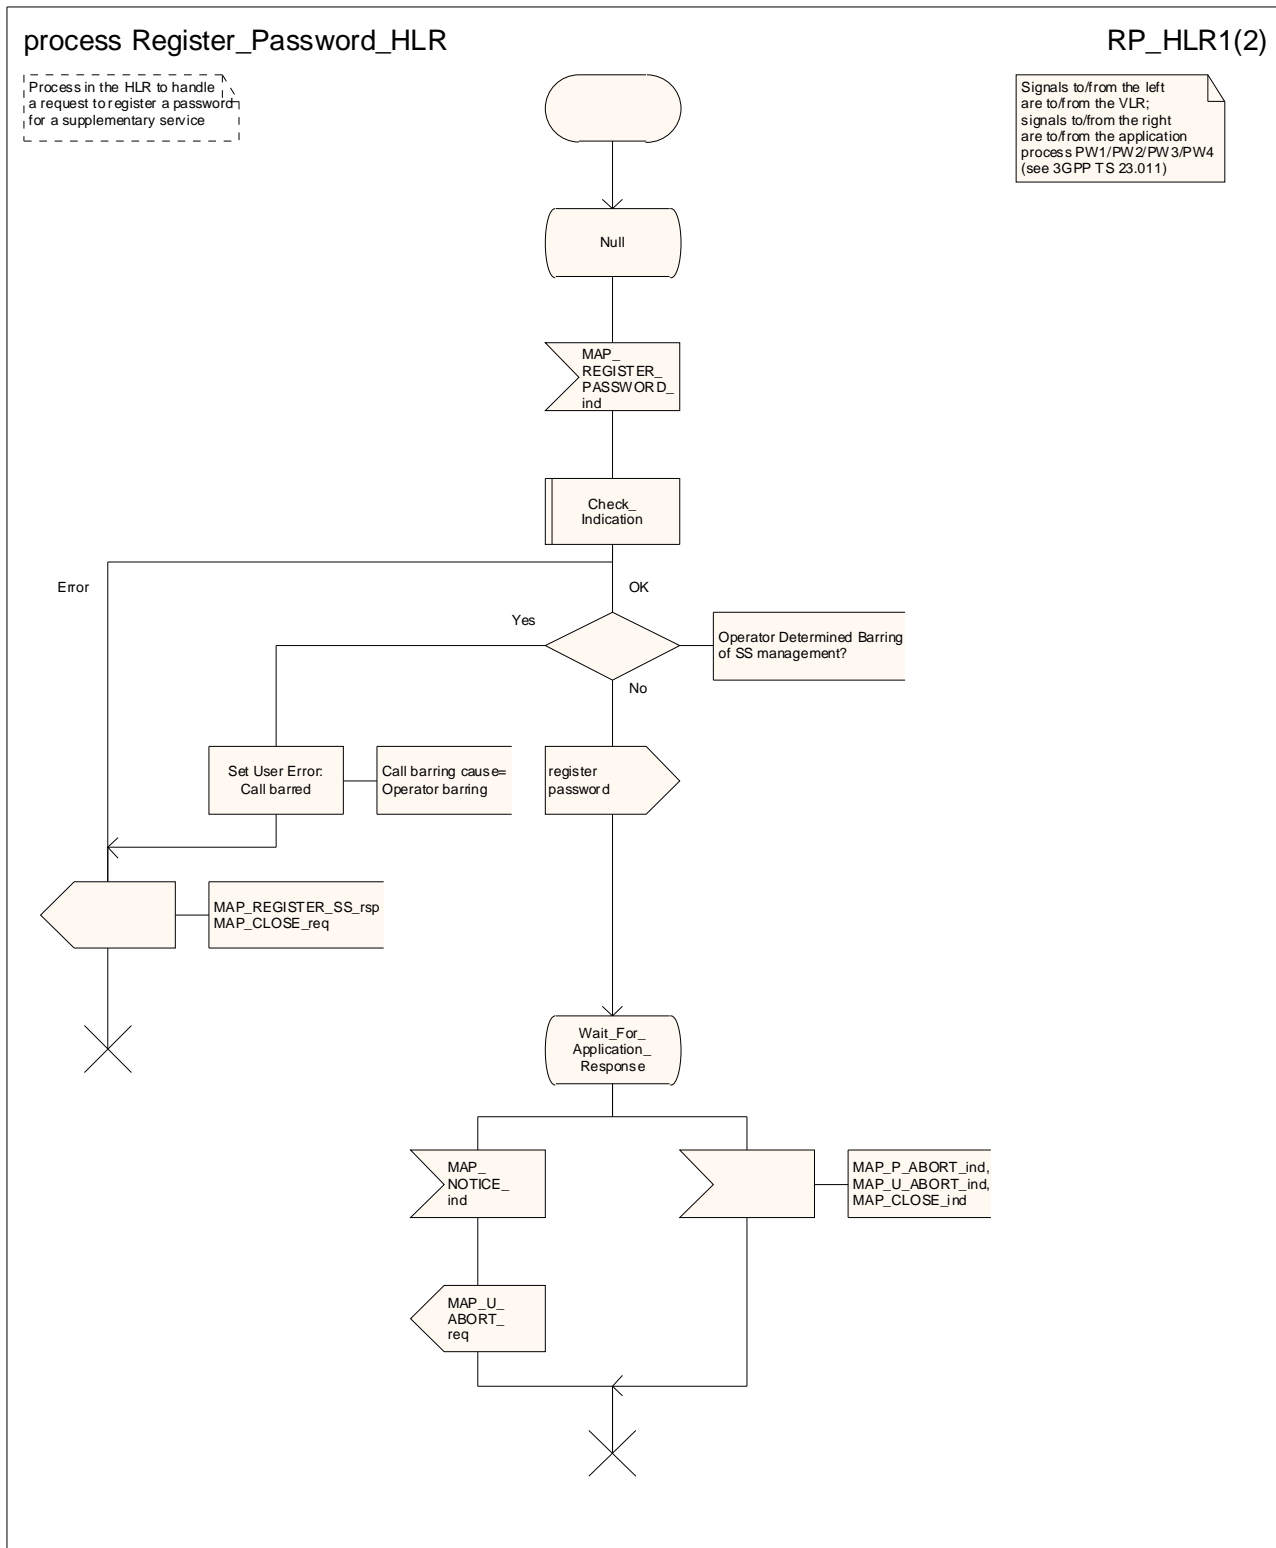 process Register_Password_HLR
RP_HLR1(2)
Process in the HLR to handle
a request to register a password
for a supplementary service
Signals to/from the left
are to/from the VLR;
signals to/from the right
are to/from the application
process PW1/PW2/PW3/PW4
(see 3GPP TS 23.011)
Null
MAP_
REGISTER_
PASSWORD_
ind
Check_
Indication
Error
OK
Yes
Operator Determined Barring
of SS management?
No
Set User Error:
Call barred
Call barring cause=
Operator barring
register
password
MAP_REGISTER_SS_rsp
MAP_CLOSE_req
Wait_For_
Application_
Response
MAP_
NOTICE_
ind
MAP_P_ABORT_ind,
MAP_U_ABORT_ind,
MAP_CLOSE_ind
MAP_U_
ABORT_
req